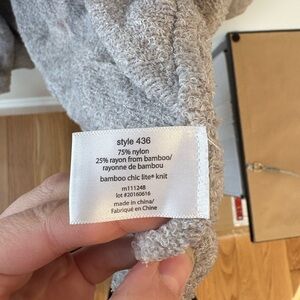 style 436
75% nylon
25% rayon from bamboo/
rayonne de bambou
bamboo chic lite® knit
m111248
lot #20160616
made in china/
Fabriqué en Chine